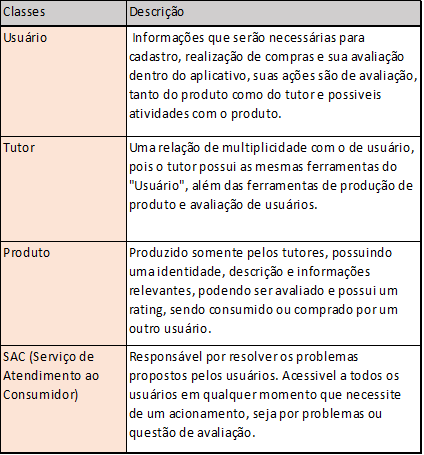 Classes Descrição
Usuário Informações que serão necessárias para
cadastro, realização de compras e sua avaliação
dentro do aplicativo, suas ações são de avaliação,
tanto do produto como do tutor e possiveis
atividades com o produto.
Tutor Uma relação de multiplicidade com o de usuário,
pois o tutor possui as mesmas ferramentas do
"Usuário", além das ferramentas de produção de
produto e avaliação de usuários.
Produto Produzido somente pelos tutores, possuindo
uma identidade, descrição e informações
relevantes, podendo ser avaliado e possui um
rating, sendo consumido ou comprado por um
outro usuário.
SAC (Serviço de Responsável por resolver os problemas
Atendimento ao propostos pelos usuários. Acessivel a todos os
Consumidor) usuários em qualquer momento que necessite
de um acionamento, seja por problemas ou
questão de avaliação.